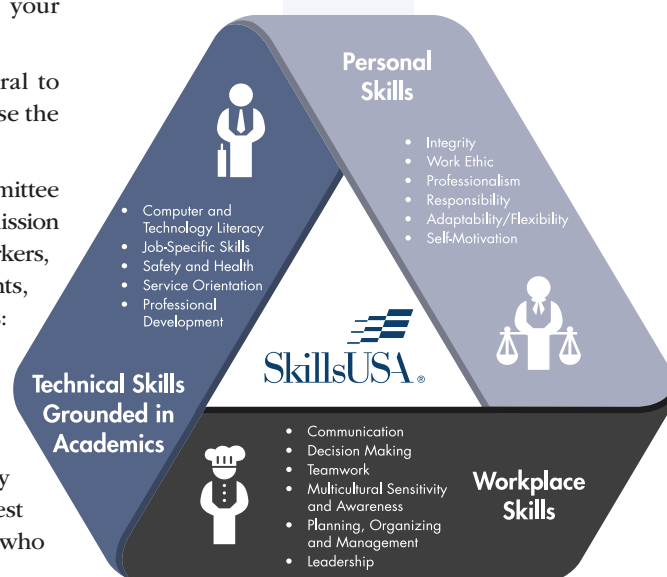 your
ral to
se the
mittee
ission
kers,
nts,
s:
y
est
who
Personal
Skills
• Integrity
• Work Ethic
• Professionalism
• Responsibility
• Adaptability/Flexibility
• Self-Motivation
• Computer and
Technology Literacy
• Job-Specific Skills
• Safety and Health
• Service Orientation
• Professional
Development
Technical Skills
Grounded in
Academics
SkillsUSA®
• Communication
• Decision Making
• Teamwork
• Multicultural Sensitivity
and Awareness
• Planning, Organizing
and Management
• Leadership
Workplace
Skills